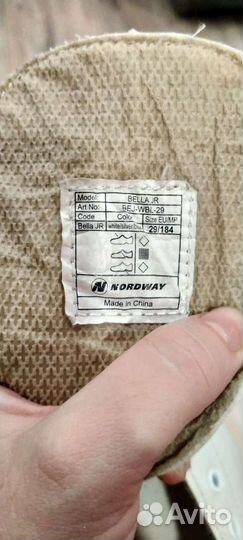 Model: BELLA JR
Art No: BEJ-WBL-29
Code Color Size EU/MP
Bella JR 29/184
NORDWAY
Made in China
Avito